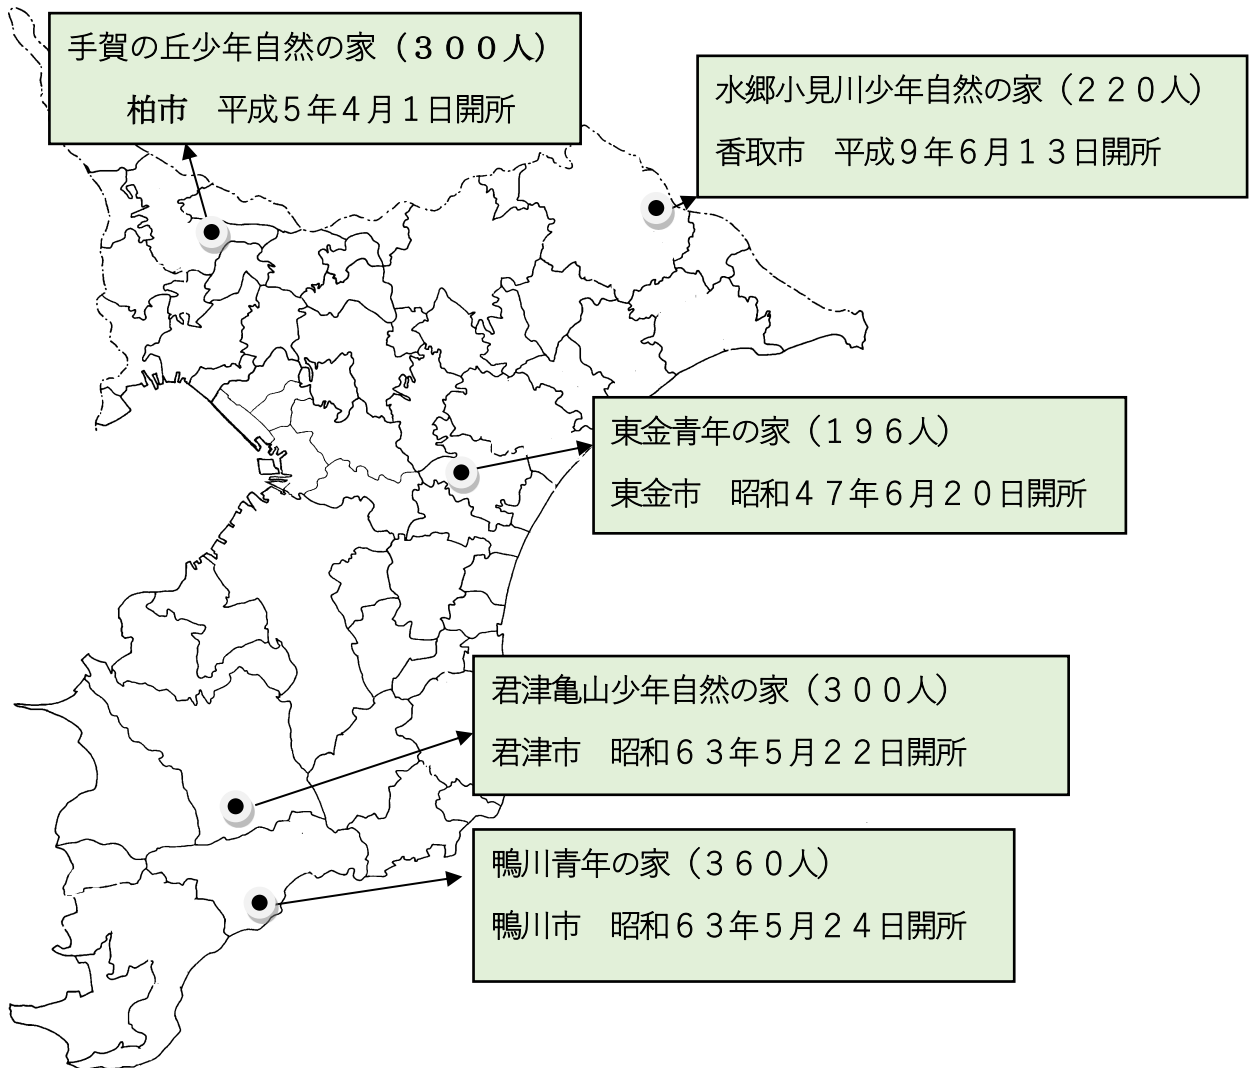 手賀の丘少年自然の家（３００人）
柏市　平成５年４月１日開所
水郷小見川少年自然の家（２２０人）
香取市　平成９年６月１３日開所
東金青年の家（１９６人）
東金市　昭和４７年６月２０日開所
君津亀山少年自然の家（３００人）
君津市　昭和６３年５月２２日開所
鴨川青年の家（３６０人）
鴨川市　昭和６３年５月２４日開所